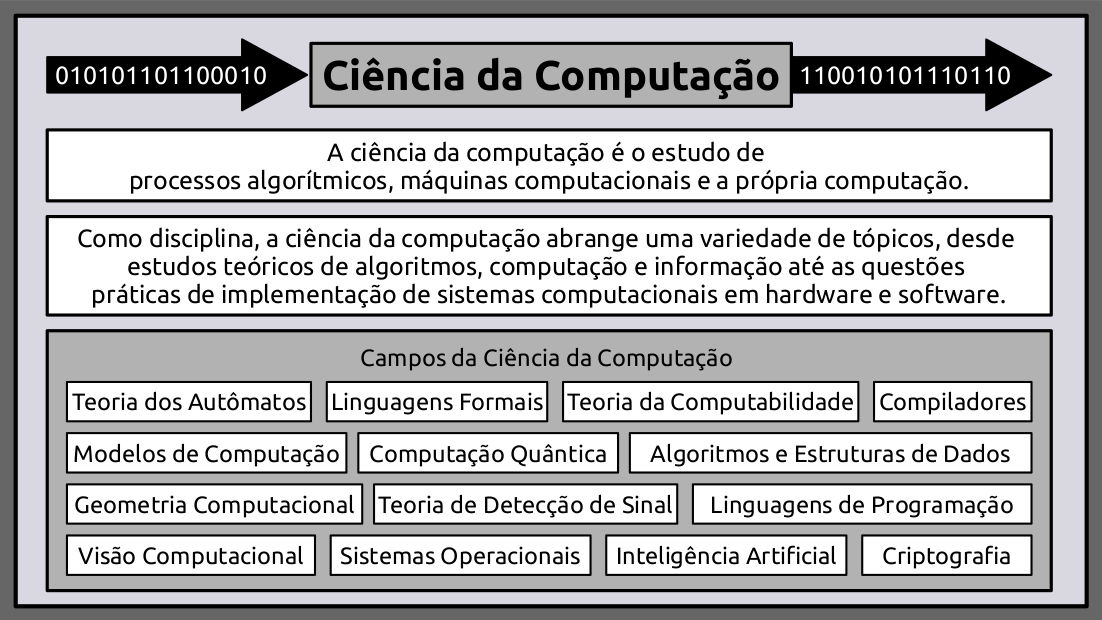 010101101100010 Ciência da Computação 110010101110110
A ciência da computação é o estudo de
processos algorítmicos, máquinas computacionais e a própria computação.
Como disciplina, a ciência da computação abrange uma variedade de tópicos, desde
estudos teóricos de algoritmos, computação e informação até as questões
práticas de implementação de sistemas computacionais em hardware e software.
Campos da Ciência da Computação
Teoria dos Autômatos Linguagens Formais Teoria da Computabilidade Compiladores
Modelos de Computação Computação Quântica Algoritmos e Estruturas de Dados
Geometria Computacional Teoria de Detecção de Sinal Linguagens de Programação
Visão Computacional Sistemas Operacionais Inteligência Artificial Criptografia